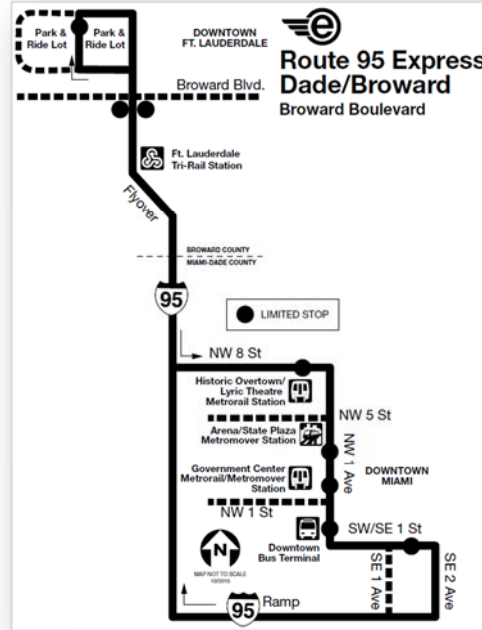 Park &
Ride Lot
Park &
Ride Lot
DOWNTOWN
FT. LAUDERDALE
e
Route 95 Express
Dade/Broward
Broward Boulevard
Broward Blvd.
Ft. Lauderdale
Tri-Rail Station
Flyover
BROWARD COUNTY
MIAMI-DADE COUNTY
95
LIMITED STOP
NW 8 St
Historic Overtown/
Lyric Theatre
Metrorail Station
NW 5 St
Arena/State Plaza
Metromover Station
NW 1 Ave
Government Center
Metrorail/Metromover
Station
DOWNTOWN
MIAMI
NW 1 St
SW/SE 1 St
Downtown
Bus Terminal
N
MAP NOT TO SCALE
10/2015
SE 1 Ave
SE 2 Ave
95
Ramp